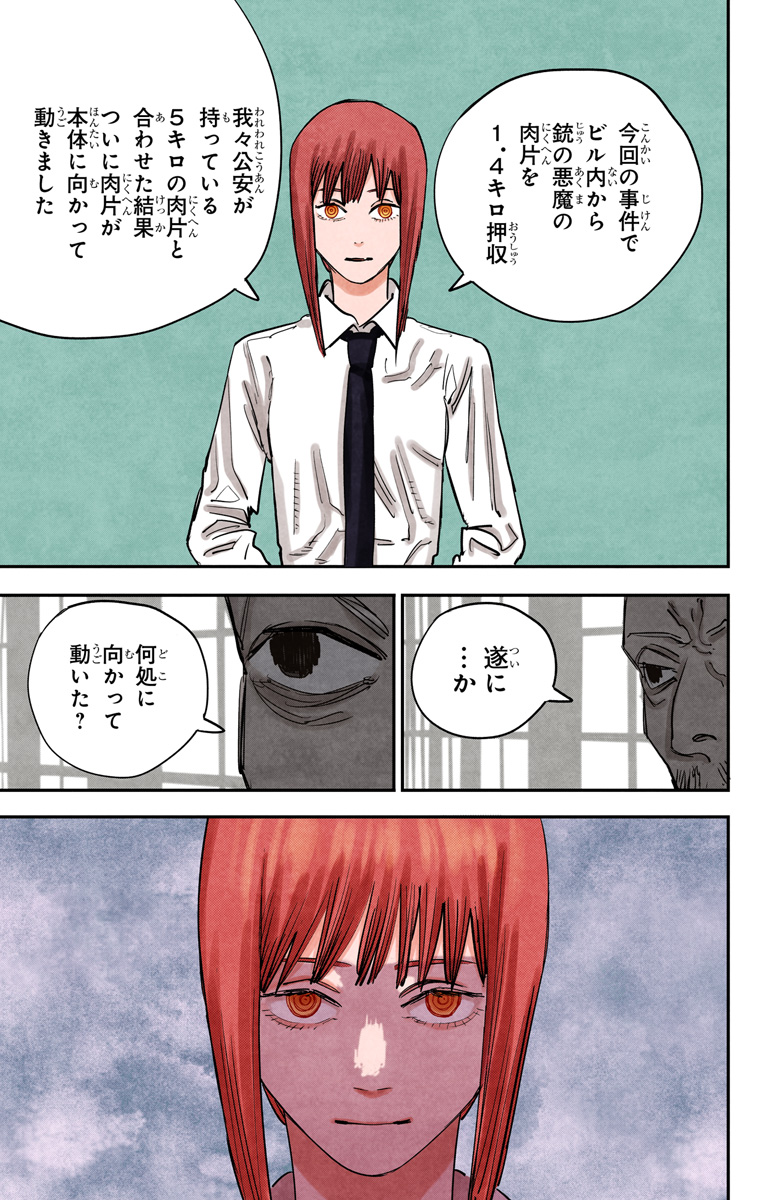 今回の事件で
ビル内から
銃の悪魔の
肉片を
1.4キロ押収
我々公安が
持っている
5キロの肉片と
合わせた結果
ついに肉片が
本体に向かって
動きました
遂に
…か
何処に
向かって
動いた?